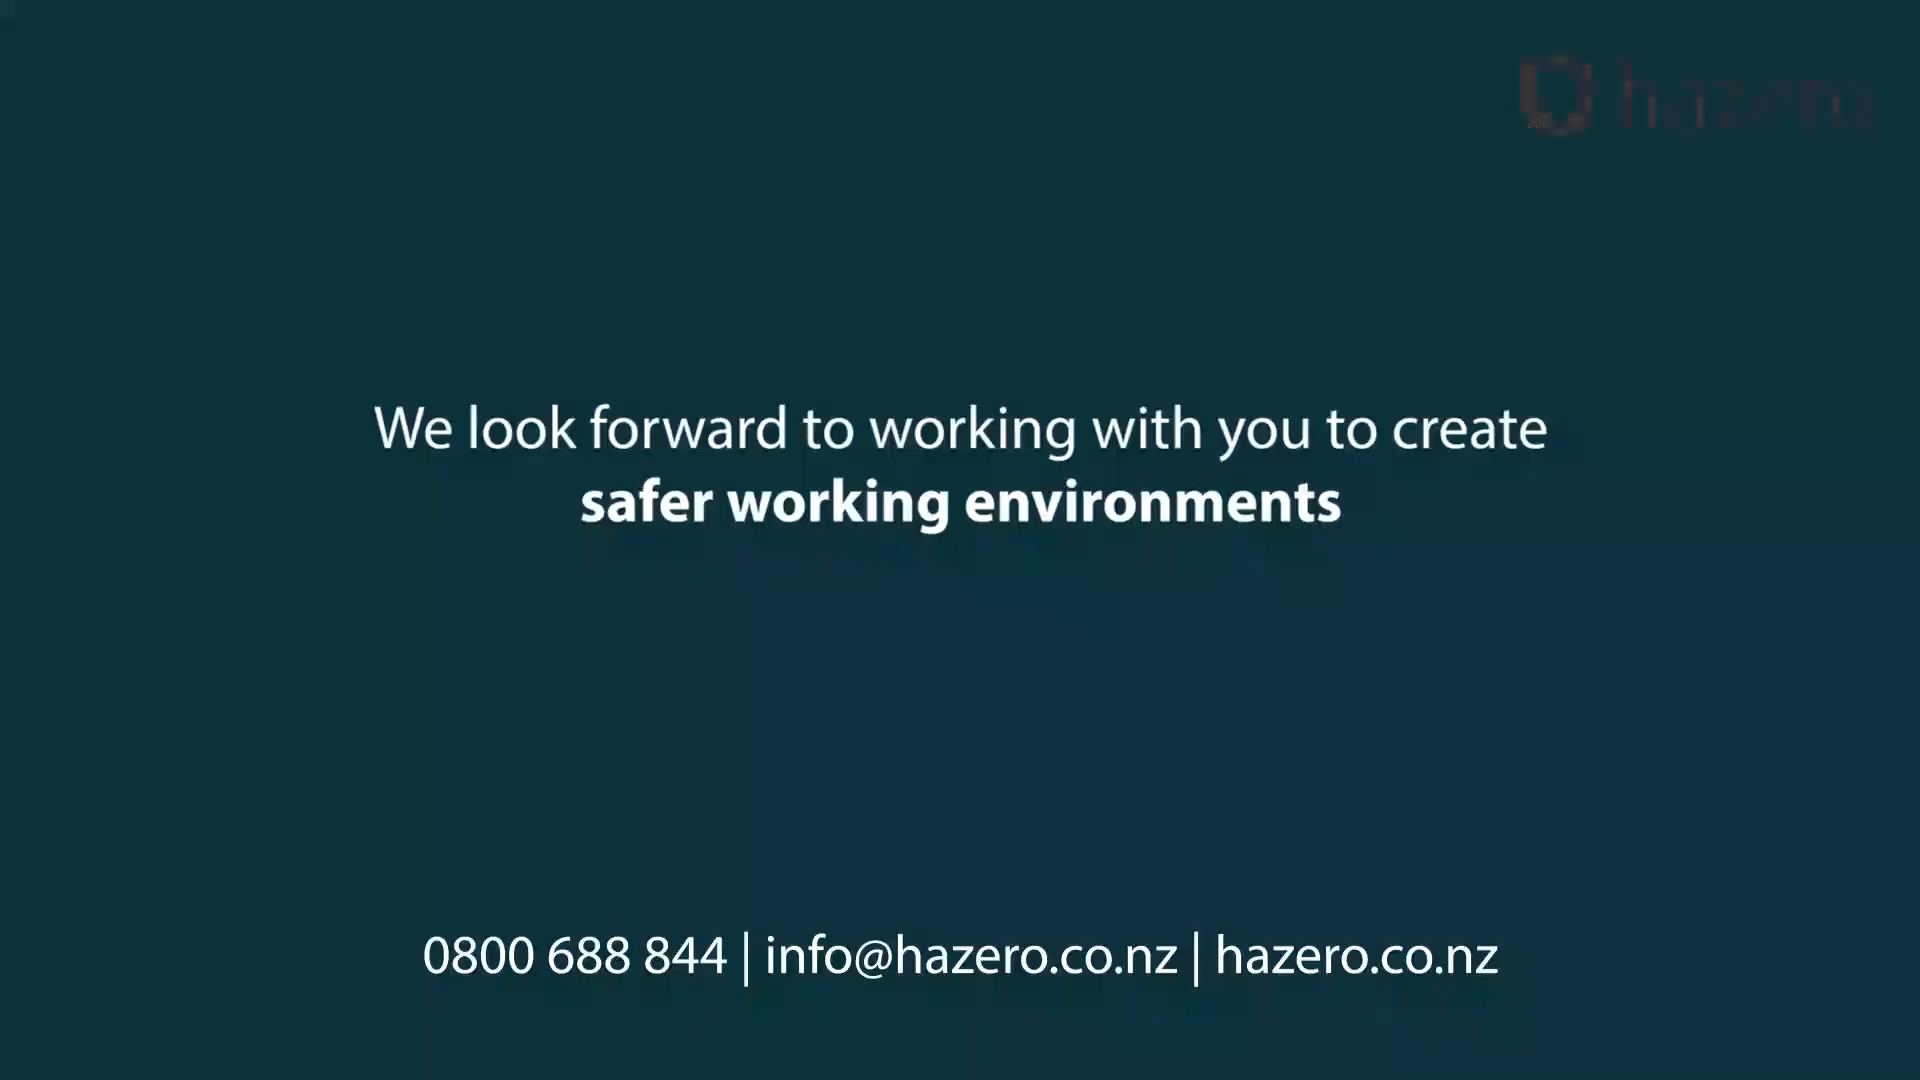 hazero
We look forward to working with you to create
safer working environments
0800 688 844 | info@hazero.co.nz | hazero.co.nz